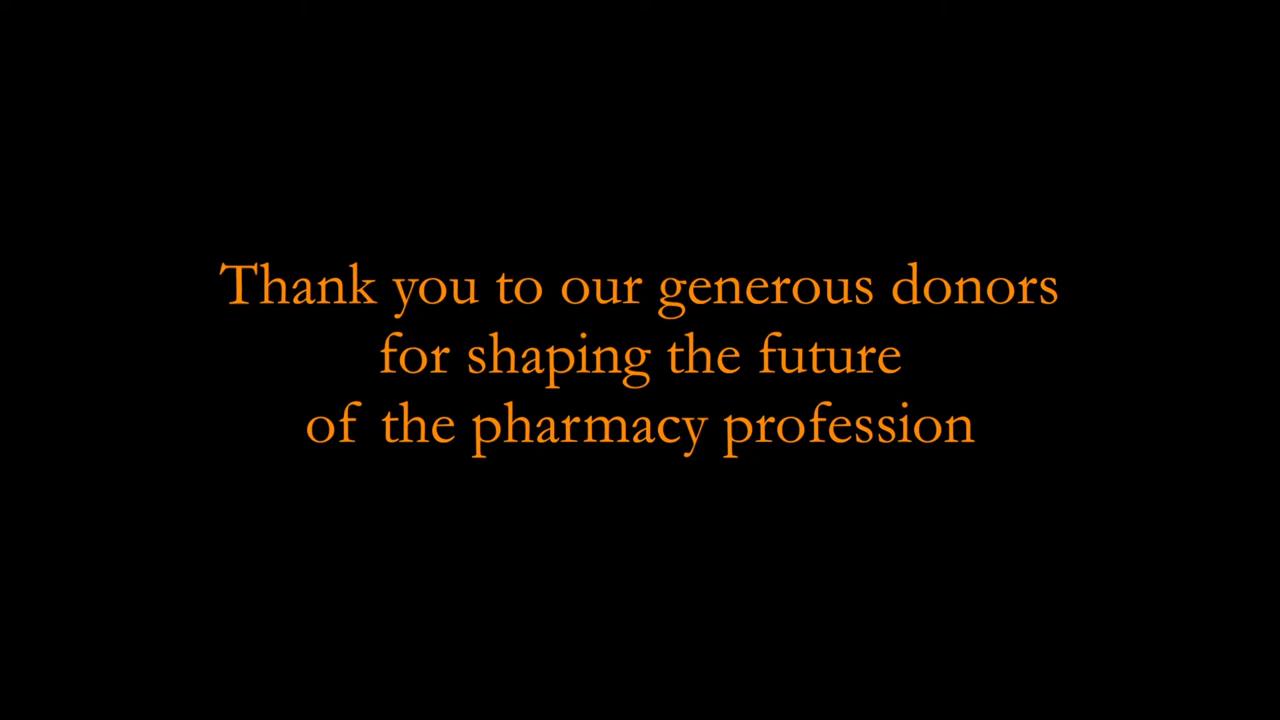 Thank you to our generous donors
for shaping the future
of the pharmacy profession